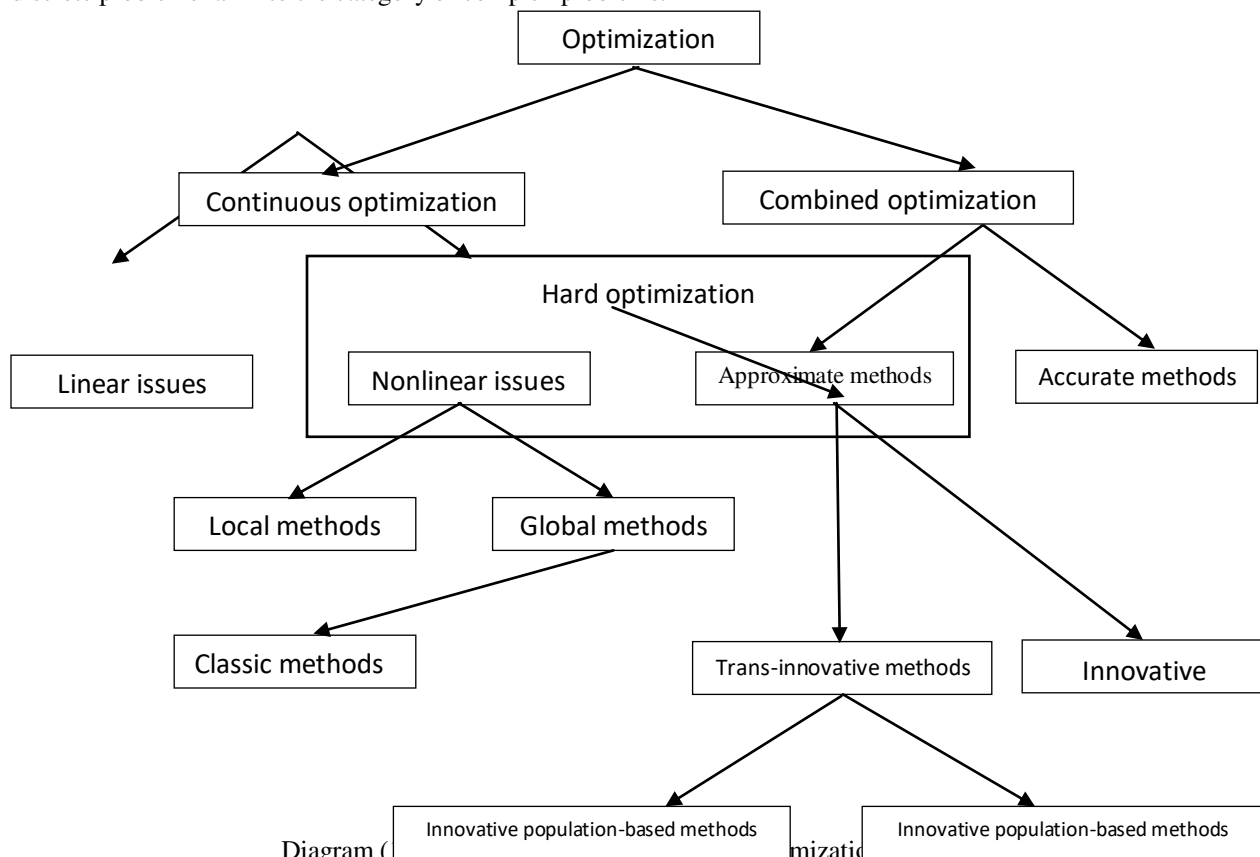 Optimization
Continuous optimization
Combined optimization
Hard optimization
Linear issues
Nonlinear issues
Approximate methods
Accurate methods
Local methods
Global methods
Classic methods
Trans-innovative methods
Innovative
Innovative population-based methods
Innovative population-based methods
Diagram (